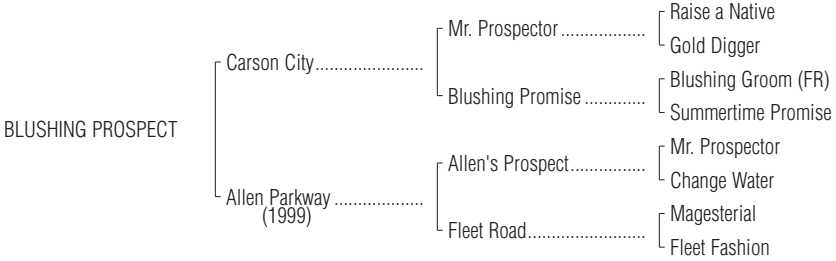 Raise a Native
Mr. Prospector ..................
Gold Digger
Carson City.......................
Blushing Groom (FR)
Blushing Promise .............
Summertime Promise
BLUSHING PROSPECT
Mr. Prospector
Allen's Prospect................
Change Water
Allen Parkway ...................
(1999)
Magesterial
Fleet Road.........................
Fleet Fashion